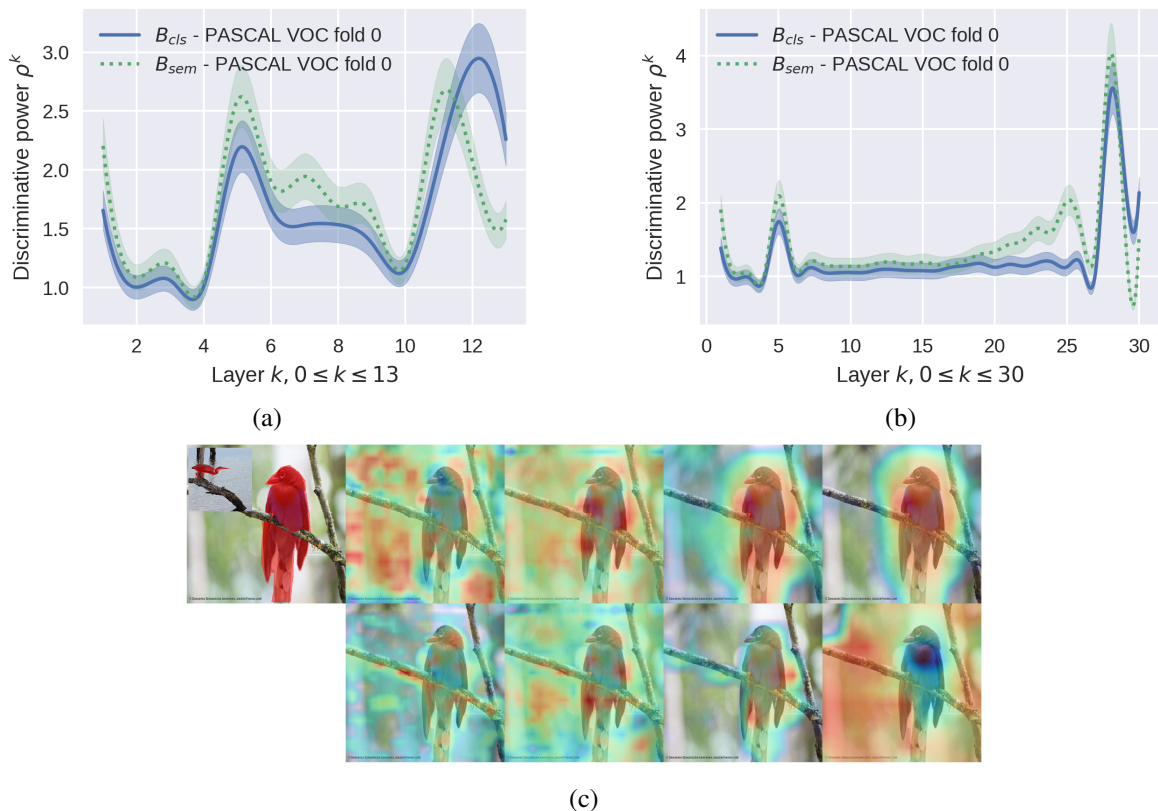 B_cls - PASCAL VOC fold 0
B_sem - PASCAL VOC fold 0
Discriminative power ρ^k
3.0
2.5
2.0
1.5
1.0
2 4 6 8 10 12
Layer k, 0 ≤ k ≤ 13
(a)
B_cls - PASCAL VOC fold 0
B_sem - PASCAL VOC fold 0
Discriminative power ρ^k
4
3
2
1
0 5 10 15 20 25 30
Layer k, 0 ≤ k ≤ 30
(b)
(c)